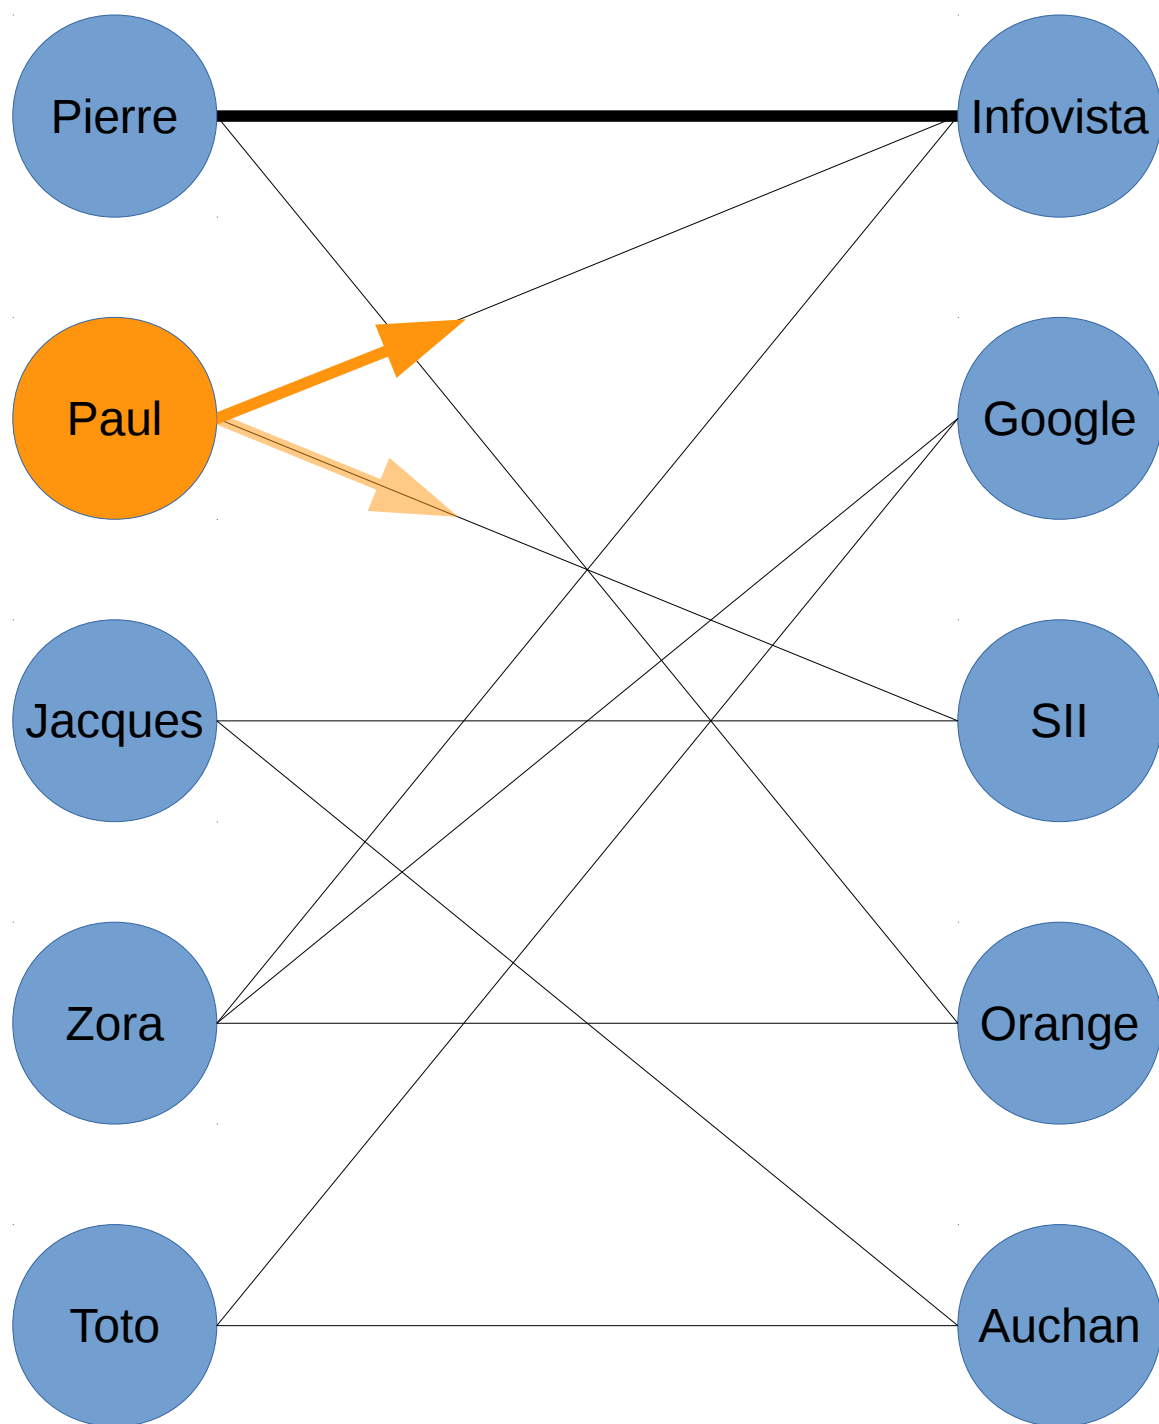 Pierre
Infovista
Paul
Google
Jacques
SII
Zora
Orange
Toto
Auchan